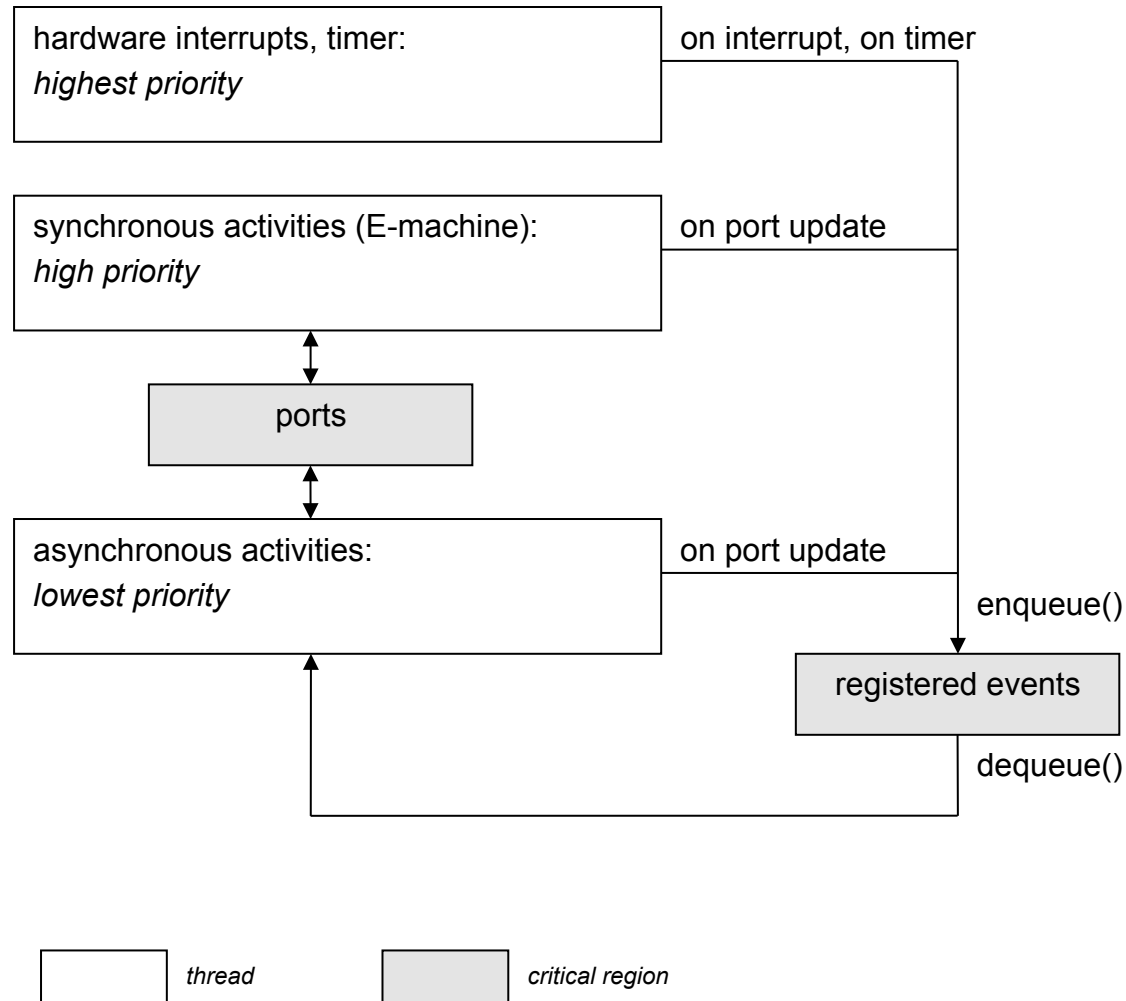 hardware interrupts, timer:
highest priority
on interrupt, on timer
synchronous activities (E-machine):
high priority
on port update
ports
asynchronous activities:
lowest priority
on port update
enqueue()
registered events
dequeue()
thread
critical region